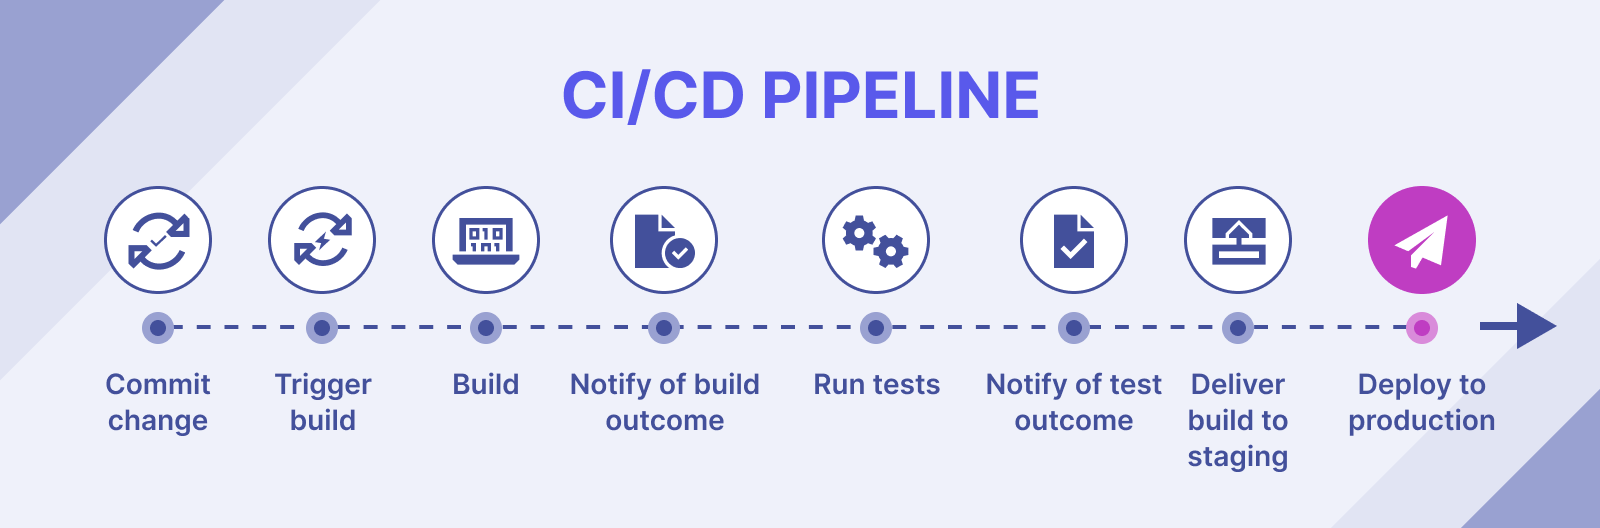 CI/CD PIPELINE
010
Commit
change
Trigger
build
Build
Notify of build
outcome
Run tests
Notify of test
outcome
Deliver
build to
staging
Deploy to
production